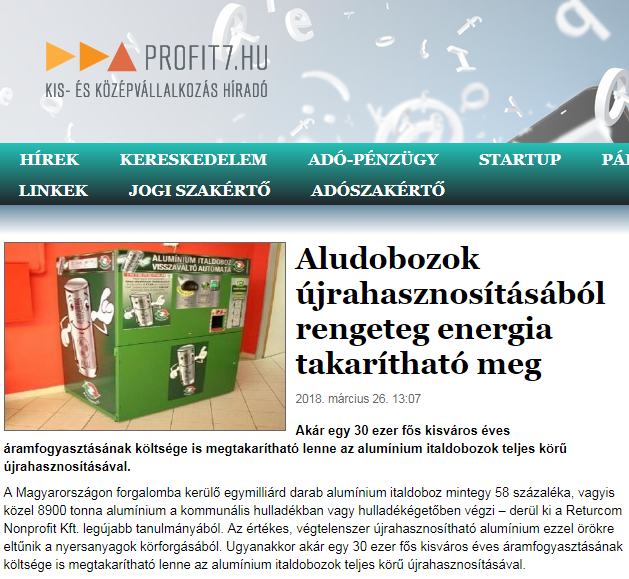 PROFIT7.HU
KIS- ÉS KÖZÉPVÁLLALKOZÁS HÍRADÓ
HÍREK KERESKEDELEM ADÓ-PÉNZÜGY STARTUP
LINKEK JOGI SZAKÉRTŐ ADÓSZAKÉRTŐ
ALUMÍNIUM ITALDOBOZ
VISSZAVÁLTÓ AUTOMATA
Aludobozok
újrahasznosításából
rengeteg energia
takarítható meg
2018. március 26. 13:07
Akár egy 30 ezer fős kisváros éves
áramfogyasztásának költsége is megtakarítható lenne az alumínium italdobozok teljes körű
újrahasznosításával.
A Magyarországon forgalomba kerülő egymilliárd darab alumínium italdoboz mintegy 58 százaléka, vagyis
közel 8900 tonna alumínium a kommunális hulladékban vagy hulladékégetőben végzi – derül ki a Returcom
Nonprofit Kft. legújabb tanulmányából. Az értékes, végtelenszer újrahasznosítható alumínium ezzel örökre
eltűnik a nyersanyagok körforgásából. Ugyanakkor akár egy 30 ezer fős kisváros éves áramfogyasztásának
költsége is megtakarítható lenne az alumínium italdobozok teljes körű újrahasznosításával.